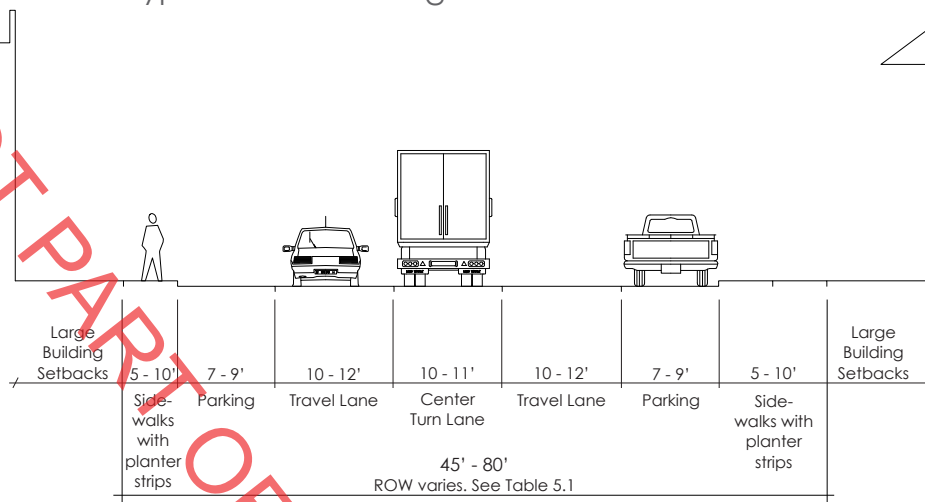 Large
Building
Setbacks
5 - 10'
7 - 9'
10 - 12'
10 - 11'
10 - 12'
7 - 9'
5 - 10'
Large
Building
Setbacks
Side-
walks
with
planter
strips
Parking
Travel Lane
Center
Turn Lane
Travel Lane
Parking
Side-
walks with
planter
strips
45' - 80'
ROW varies. See Table 5.1
PART OF